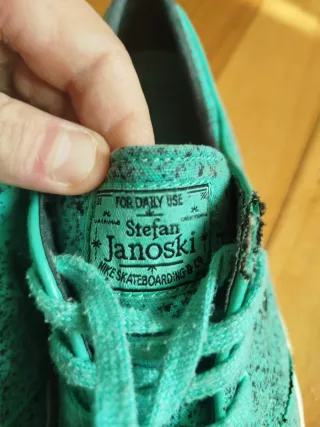 FOR DAILY USE
Stefan
Janoski
NIKE SKATEBOARDING & CO